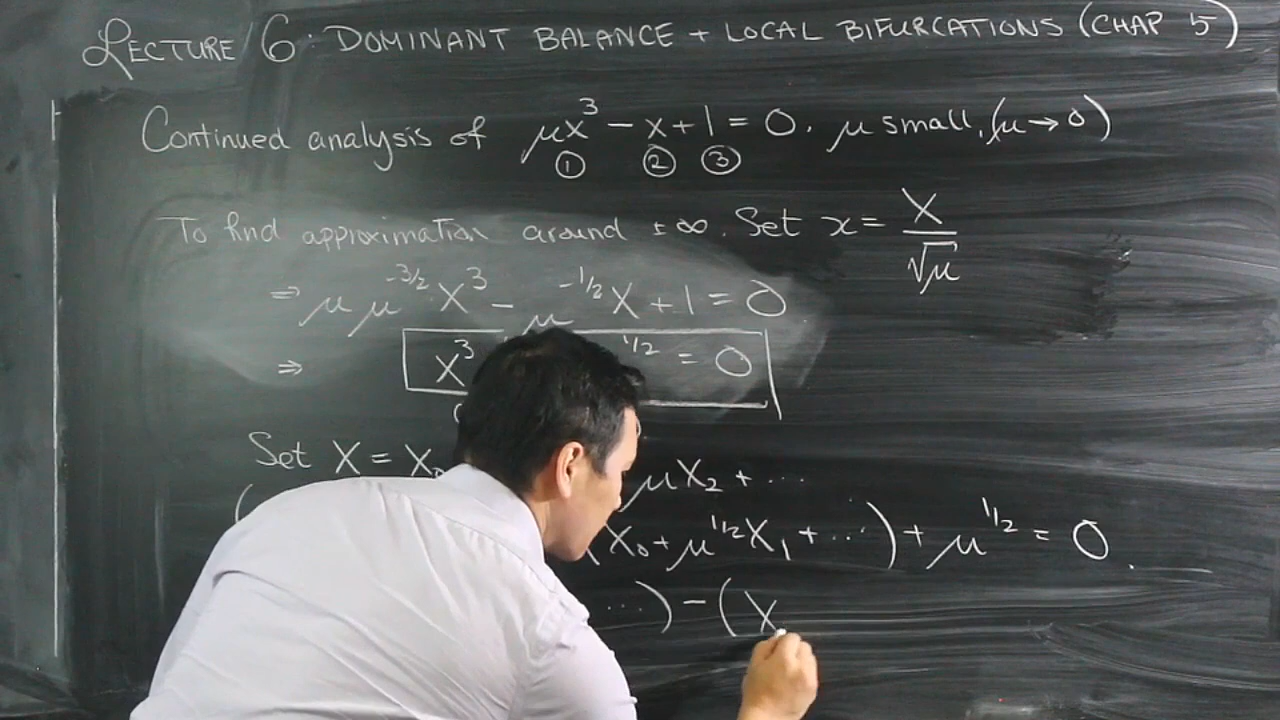 LECTURE 6: DOMINANT BALANCE + LOCAL BIFURCATIONS (CHAP 5)
Continued analysis of μx³ - x + 1 = 0. μ small, (μ → 0)
① ② ③
To find approximation around ±∞. Set x = X/√μ
⇒ μ μ^{-3/2} X³ - μ^{-1/2} X + 1 = 0
⇒ X³ 1/2 = 0
Set X = X₀ μX₂ + ...
( X₀ + μ^{1/2} X₁ + ...) + μ^{1/2} = 0.
...) - (X